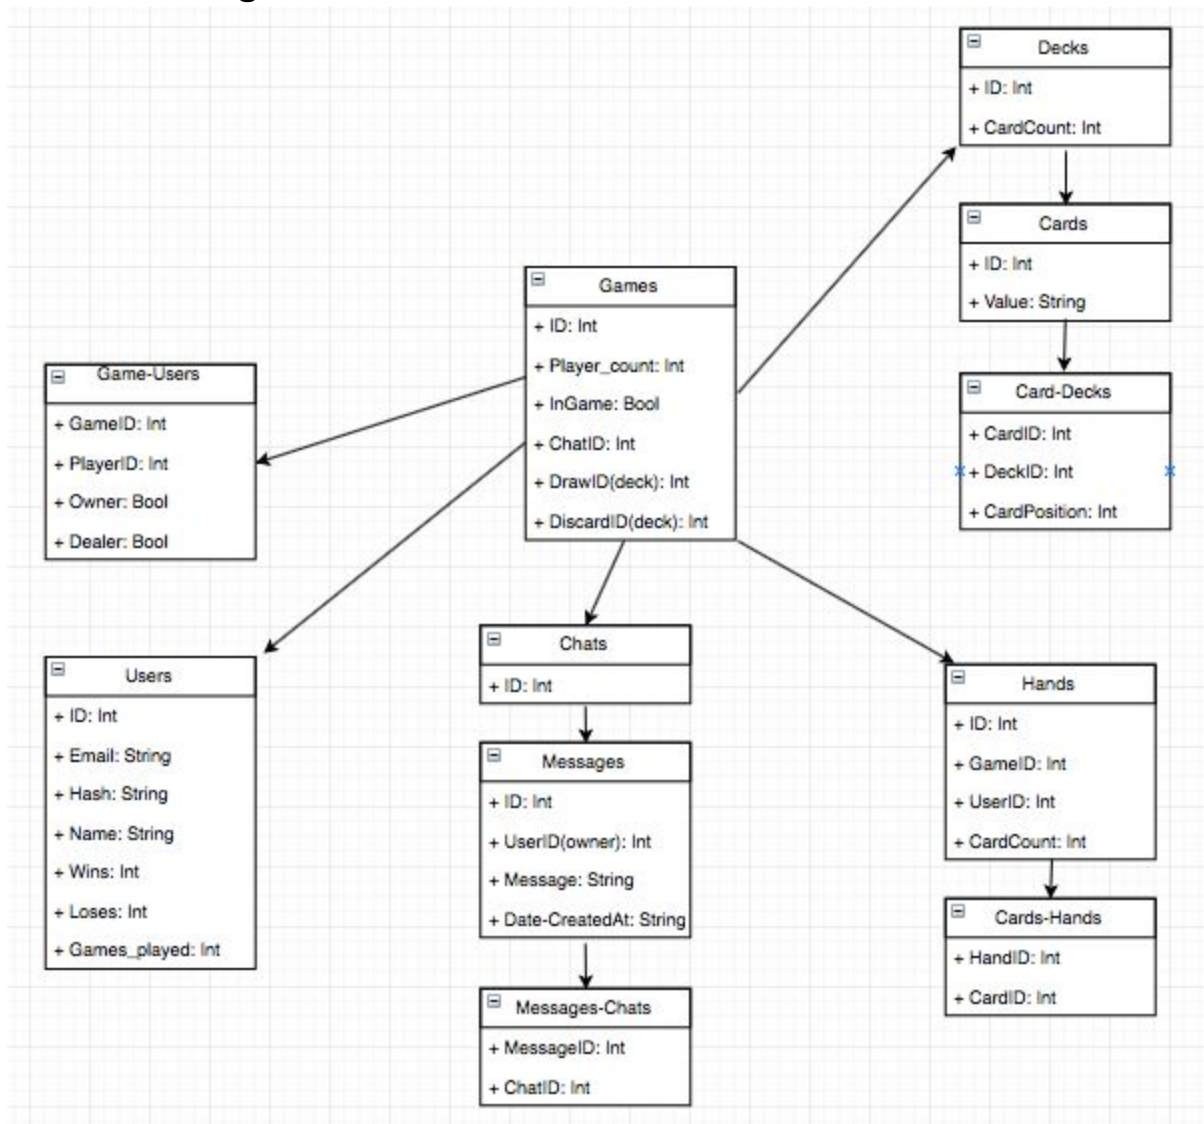 Decks
+ ID: Int
+ CardCount: Int
Cards
+ ID: Int
+ Value: String
Card-Decks
+ CardID: Int
+ DeckID: Int
+ CardPosition: Int
Games
+ ID: Int
+ Player_count: Int
+ InGame: Bool
+ ChatID: Int
+ DrawID(deck): Int
+ DiscardID(deck): Int
Game-Users
+ GameID: Int
+ PlayerID: Int
+ Owner: Bool
+ Dealer: Bool
Users
+ ID: Int
+ Email: String
+ Hash: String
+ Name: String
+ Wins: Int
+ Loses: Int
+ Games_played: Int
Chats
+ ID: Int
Messages
+ ID: Int
+ UserID(owner): Int
+ Message: String
+ Date-CreatedAt: String
Messages-Chats
+ MessageID: Int
+ ChatID: Int
Hands
+ ID: Int
+ GameID: Int
+ UserID: Int
+ CardCount: Int
Cards-Hands
+ HandID: Int
+ CardID: Int